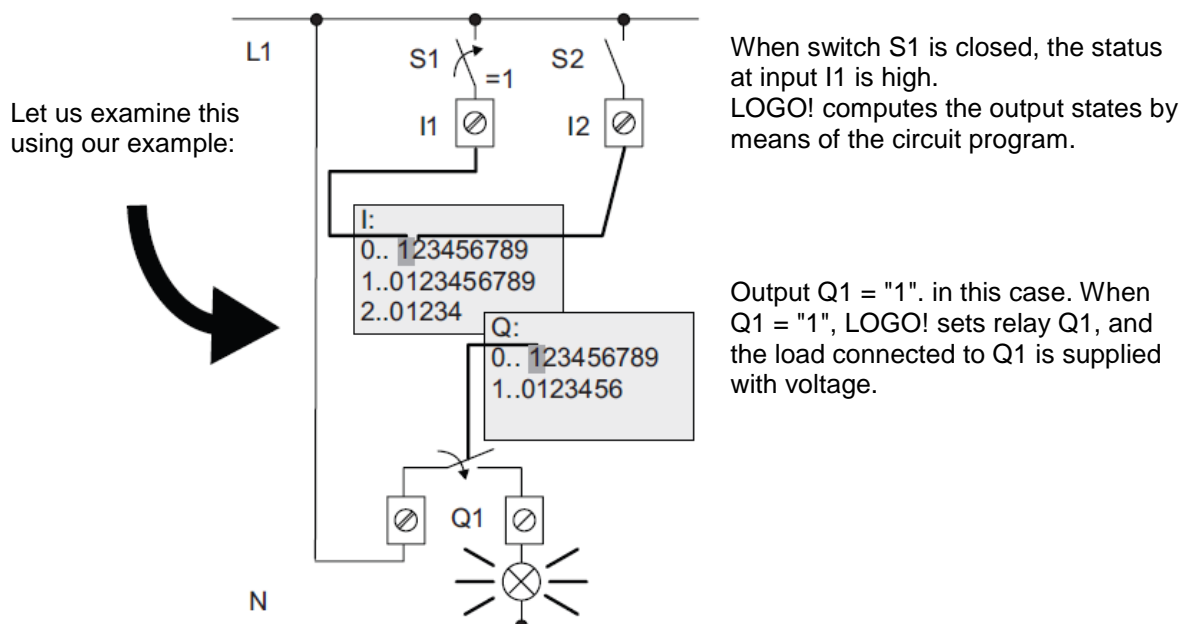 L1
S1
=1
S2
When switch S1 is closed, the status
at input I1 is high.
LOGO! computes the output states by
means of the circuit program.
Let us examine this
using our example:
I1
I2
I:
0.. 123456789
1..0123456789
2..01234
Q:
0.. 123456789
1..0123456
Output Q1 = "1". in this case. When
Q1 = "1", LOGO! sets relay Q1, and
the load connected to Q1 is supplied
with voltage.
Q1
N